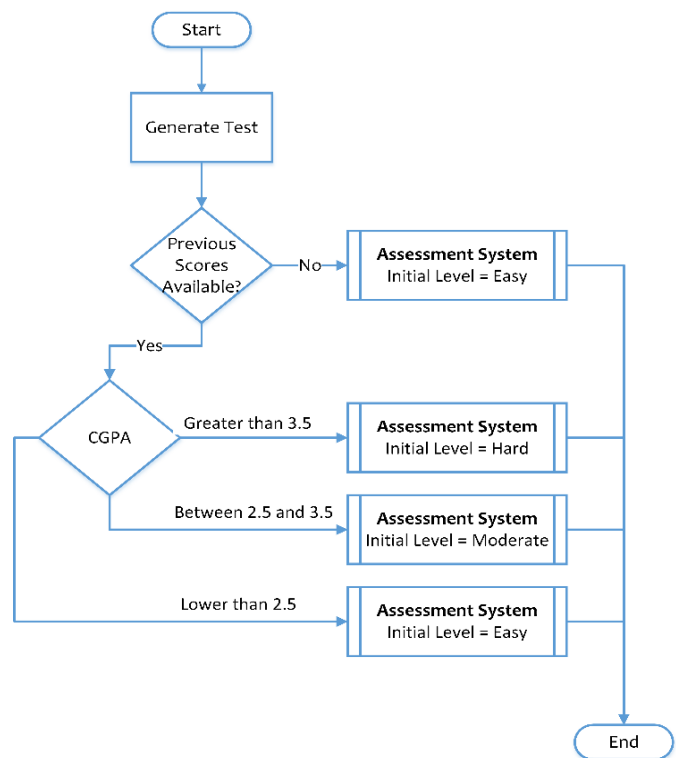 Start
Generate Test
Previous
Scores
Available?
No
Assessment System
Initial Level = Easy
Yes
CGPA
Greater than 3.5
Assessment System
Initial Level = Hard
Between 2.5 and 3.5
Assessment System
Initial Level = Moderate
Lower than 2.5
Assessment System
Initial Level = Easy
End